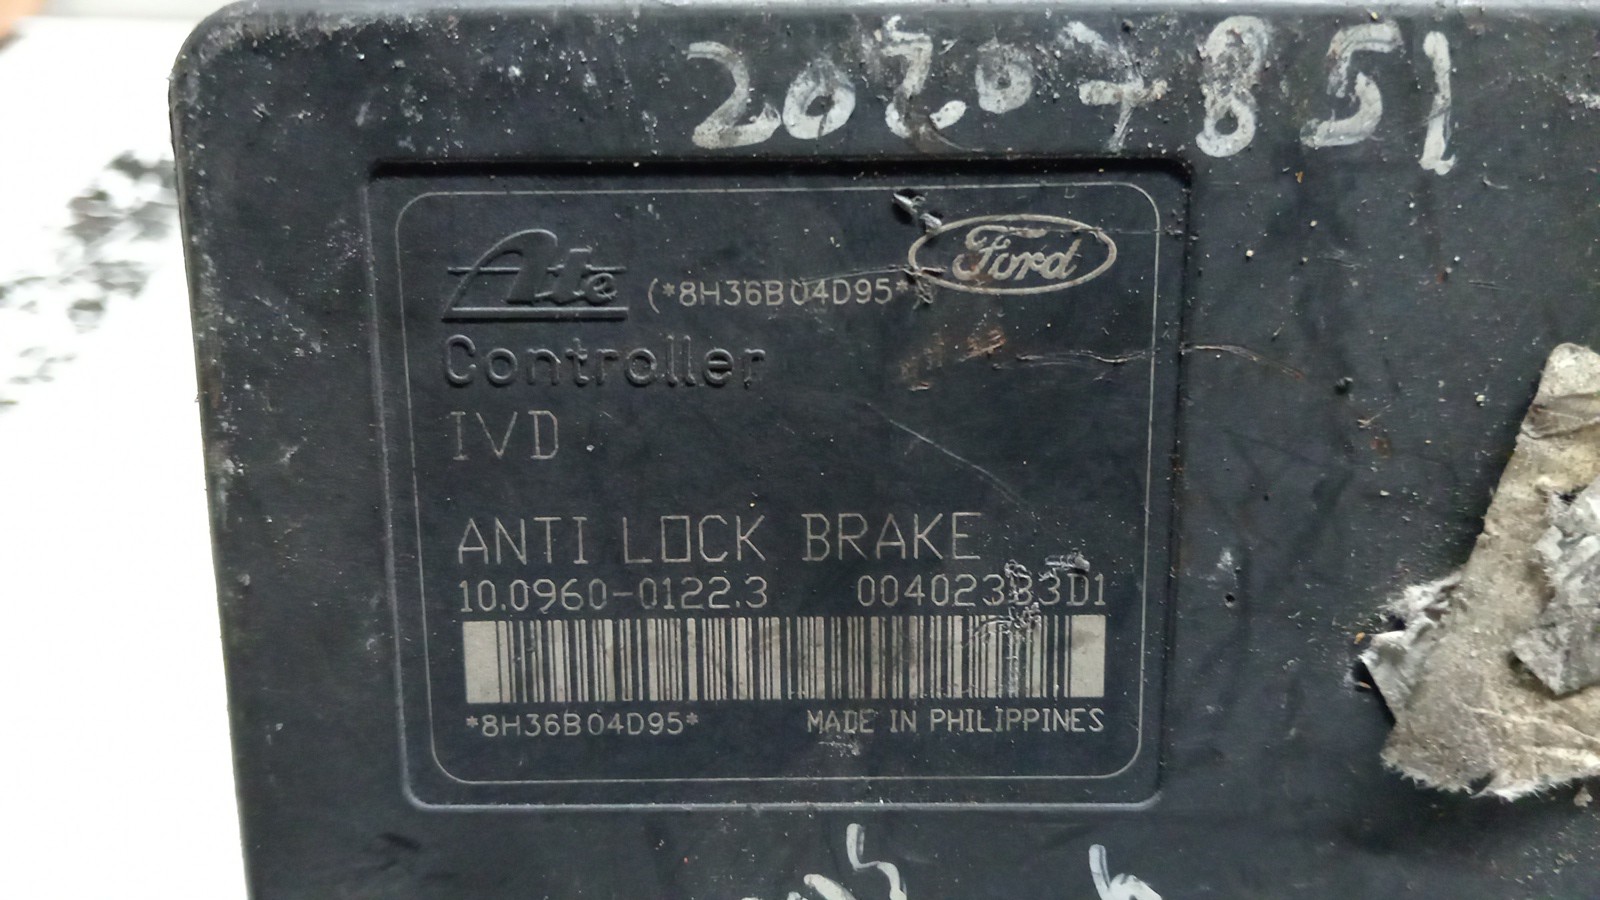 20207851
Ate (*8H36B04D95*) Ford
Controller
IVD
ANTI LOCK BRAKE
10.0960-0122.3 004023B3D1
*8H36B04D95* MADE IN PHILIPPINES